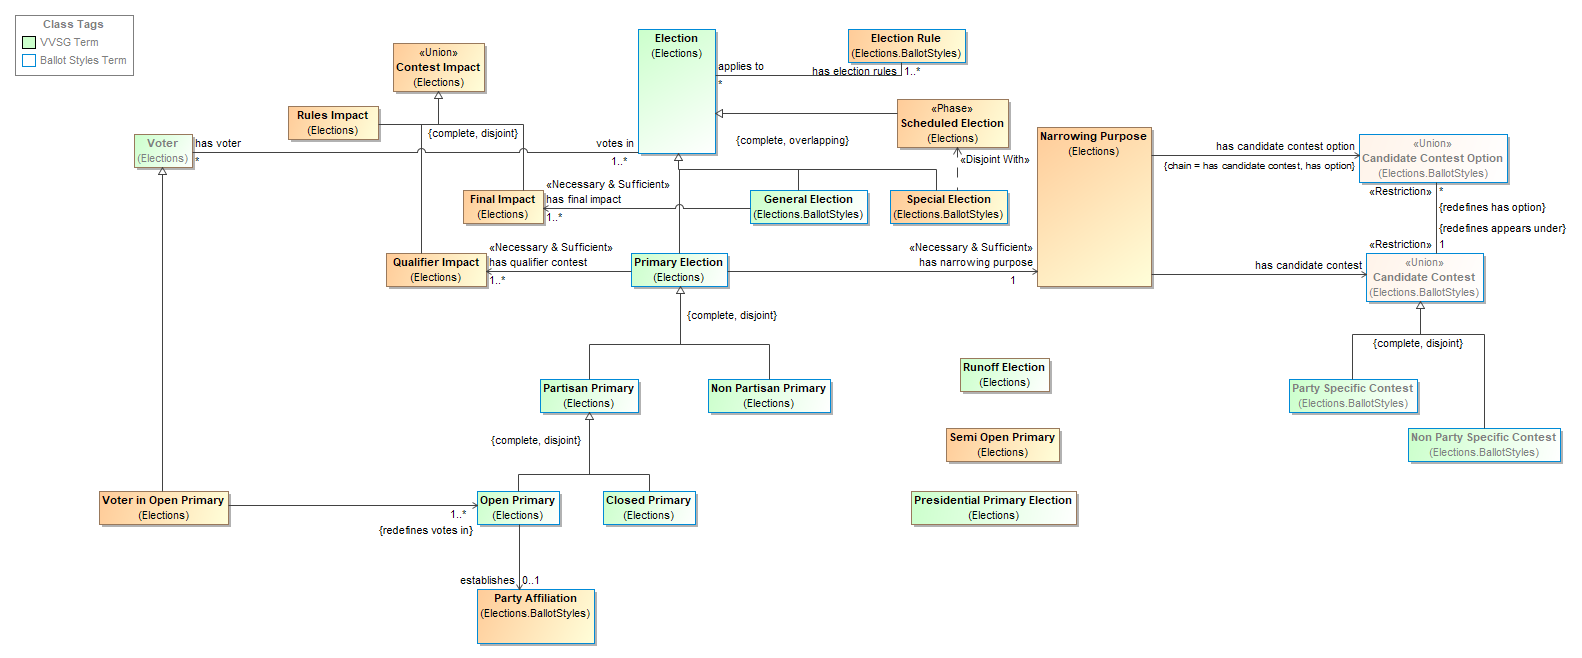 Class Tags
VVSG Term
Ballot Styles Term
«Union»
Contest Impact
(Elections)
Election
(Elections)
Election Rule
(Elections.BallotStyles)
applies to
*
has election rules
1..*
Rules Impact
(Elections)
{complete, disjoint}
«Phase»
Scheduled Election
(Elections)
{complete, overlapping}
«Disjoint With»
Voter
(Elections)
has voter
*
votes in
1..*
Narrowing Purpose
(Elections)
has candidate contest option
{chain = has candidate contest, has option}
«Union»
Candidate Contest Option
(Elections.BallotStyles)
«Restriction»
*
{redefines has option}
{redefines appears under}
«Restriction»
1
Final Impact
(Elections)
«Necessary & Sufficient»
has final impact
1..*
General Election
(Elections.BallotStyles)
Special Election
(Elections.BallotStyles)
Qualifier Impact
(Elections)
«Necessary & Sufficient»
has qualifier contest
1..*
Primary Election
(Elections)
«Necessary & Sufficient»
has narrowing purpose
1
has candidate contest
«Union»
Candidate Contest
(Elections.BallotStyles)
{complete, disjoint}
{complete, disjoint}
Partisan Primary
(Elections)
Non Partisan Primary
(Elections)
Runoff Election
(Elections)
Party Specific Contest
(Elections.BallotStyles)
{complete, disjoint}
Semi Open Primary
(Elections)
Non Party Specific Contest
(Elections.BallotStyles)
Voter in Open Primary
(Elections)
1..*
{redefines votes in}
Open Primary
(Elections)
Closed Primary
(Elections)
Presidential Primary Election
(Elections)
establishes
0..1
Party Affiliation
(Elections.BallotStyles)